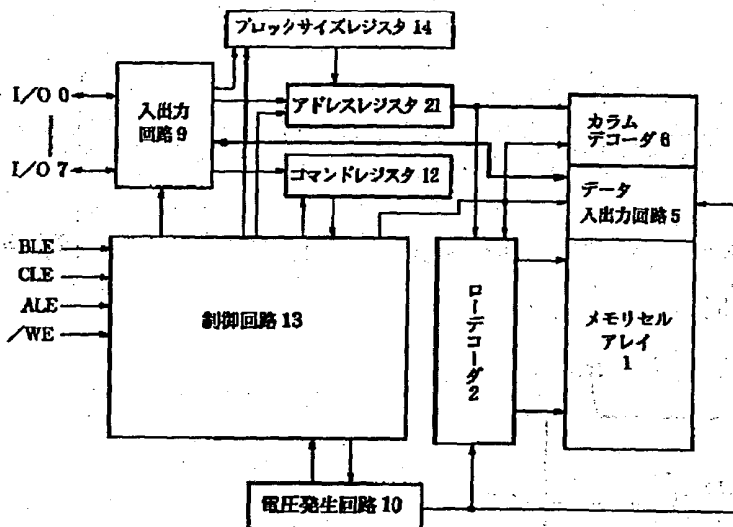 ブロックサイズレジスタ 14
I/O 0
I/O 7
入出力
回路 9
アドレスレジスタ 21
コマンドレジスタ 12
カラム
デコーダ 6
データ
入出力回路 5
BLE
CLE
ALE
/WE
制御回路 13
ローデコーダ 2
メモリセル
アレイ
1
電圧発生回路 10